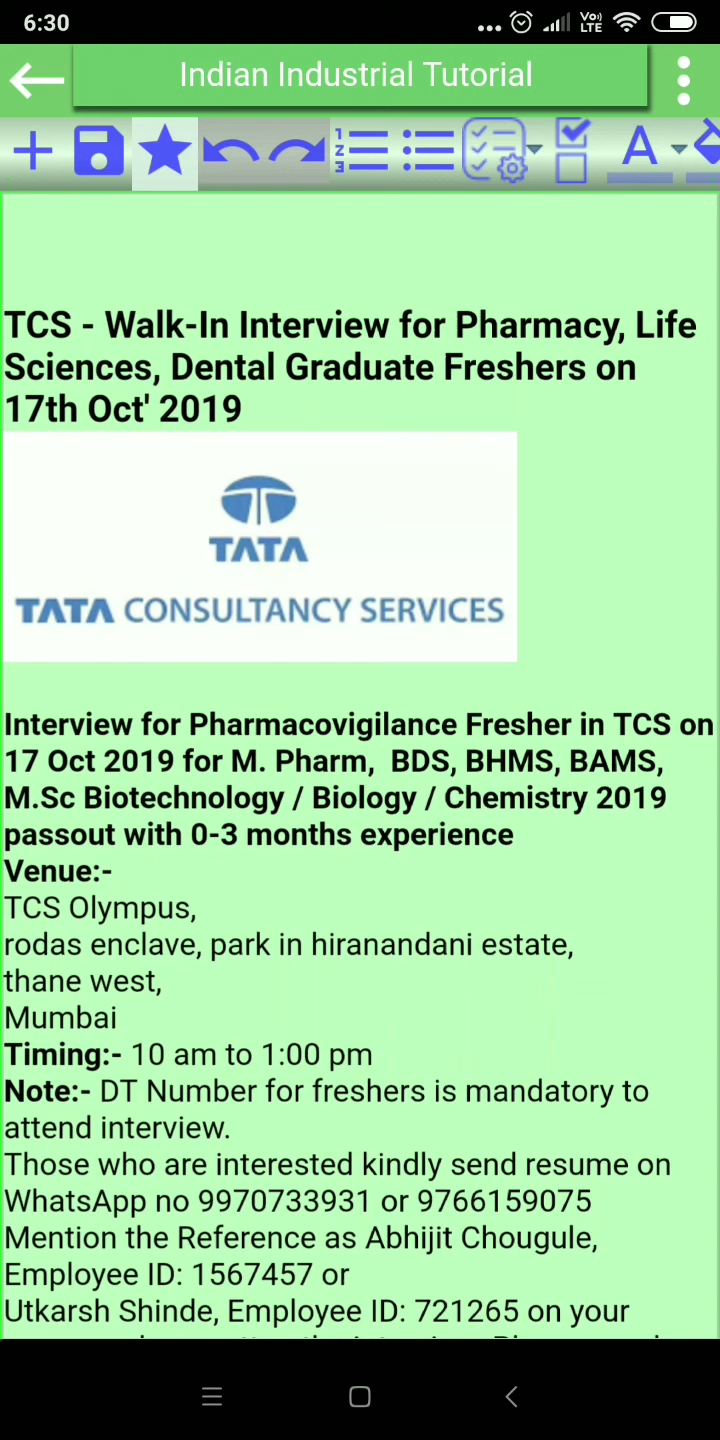 6:30
Vo)
LTE
Indian Industrial Tutorial
1
2
3
A
TCS - Walk-In Interview for Pharmacy, Life
Sciences, Dental Graduate Freshers on
17th Oct' 2019
TATA
TATA CONSULTANCY SERVICES
Interview for Pharmacovigilance Fresher in TCS on
17 Oct 2019 for M. Pharm,  BDS, BHMS, BAMS,
M.Sc Biotechnology / Biology / Chemistry 2019
passout with 0-3 months experience
Venue:-
TCS Olympus,
rodas enclave, park in hiranandani estate,
thane west,
Mumbai
Timing:- 10 am to 1:00 pm
Note:- DT Number for freshers is mandatory to
attend interview.
Those who are interested kindly send resume on
WhatsApp no 9970733931 or 9766159075
Mention the Reference as Abhijit Chougule,
Employee ID: 1567457 or
Utkarsh Shinde, Employee ID: 721265 on your